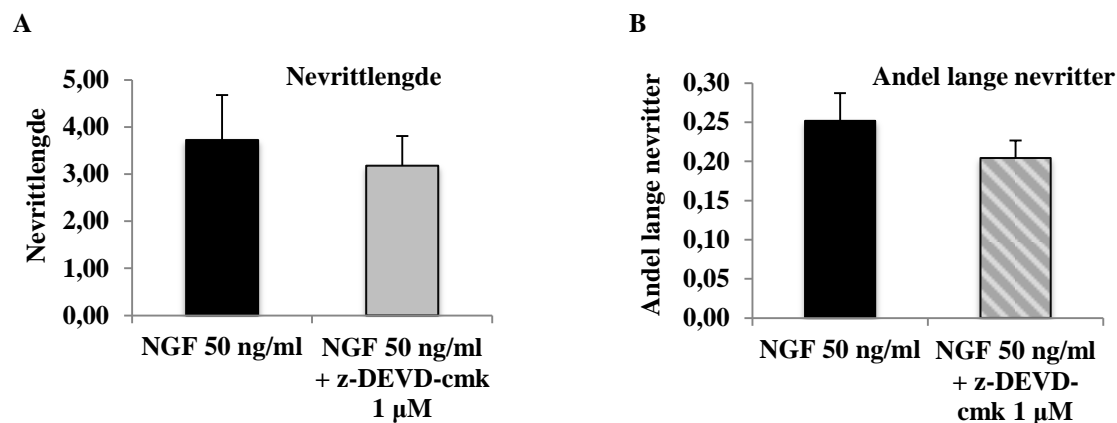 A
Nevrittlengde
Nevrittlengde
5,00
4,00
3,00
2,00
1,00
0,00
NGF 50 ng/ml
NGF 50 ng/ml
+ z-DEVD-cmk
1 µM
B
Andel lange nevritter
Andel lange nevritter
0,30
0,25
0,20
0,15
0,10
0,05
0,00
NGF 50 ng/ml
NGF 50 ng/ml
+ z-DEVD-
cmk 1 µM